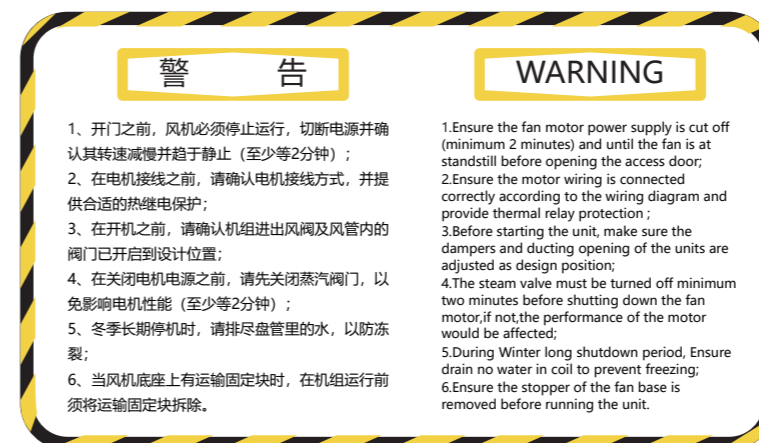 警 告
1、开门之前，风机必须停止运行，切断电源并确
认其转速减慢并趋于静止（至少等2分钟）；
2、在电机接线之前，请确认电机接线方式，并提
供合适的热继电保护；
3、在开机之前，请确认机组进出风阀及风管内的
阀门已开启到设计位置；
4、在关闭电机电源之前，请先关闭蒸汽阀门，以
免影响电机性能（至少等2分钟）；
5、冬季长期停机时，请排尽盘管里的水，以防冻
裂；
6、当风机底座上有运输固定块时，在机组运行前
须将运输固定块拆除。
WARNING
1.Ensure the fan motor power supply is cut off
(minimum 2 minutes) and until the fan is at
standstill before opening the access door;
2.Ensure the motor wiring is connected
correctly according to the wiring diagram and
provide thermal relay protection ;
3.Before starting the unit, make sure the
dampers and ducting opening of the units are
adjusted as design position;
4.The steam valve must be turned off minimum
two minutes before shutting down the fan
motor,if not,the performance of the motor
would be affected;
5.During Winter long shutdown period, Ensure
drain no water in coil to prevent freezing;
6.Ensure the stopper of the fan base is
removed before running the unit.